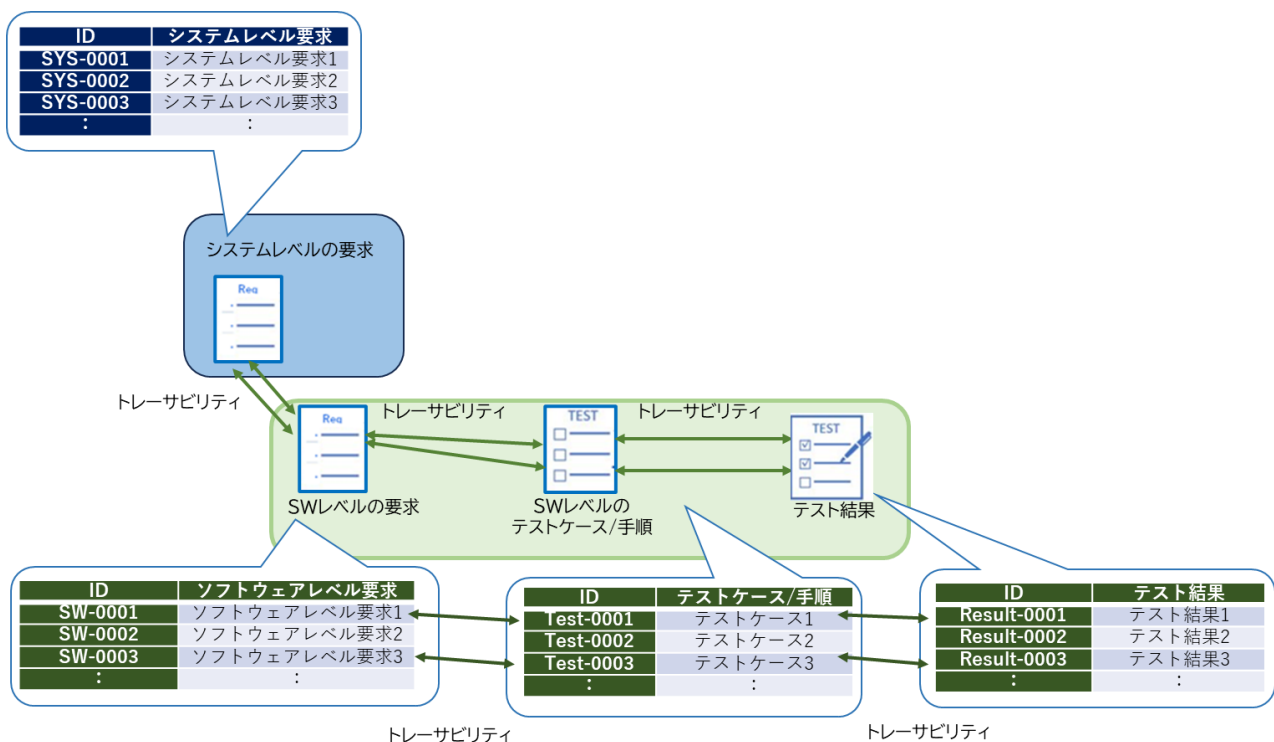 ID システムレベル要求
SYS-0001 システムレベル要求1
SYS-0002 システムレベル要求2
SYS-0003 システムレベル要求3
: :
システムレベルの要求
Req
トレーサビリティ
トレーサビリティ
トレーサビリティ
Req
TEST
TEST
SWレベルの要求
SWレベルの
テストケース/手順
テスト結果
ID ソフトウェアレベル要求
SW-0001 ソフトウェアレベル要求1
SW-0002 ソフトウェアレベル要求2
SW-0003 ソフトウェアレベル要求3
: :
ID テストケース/手順
Test-0001 テストケース1
Test-0002 テストケース2
Test-0003 テストケース3
: :
ID テスト結果
Result-0001 テスト結果1
Result-0002 テスト結果2
Result-0003 テスト結果3
: :
トレーサビリティ
トレーサビリティ